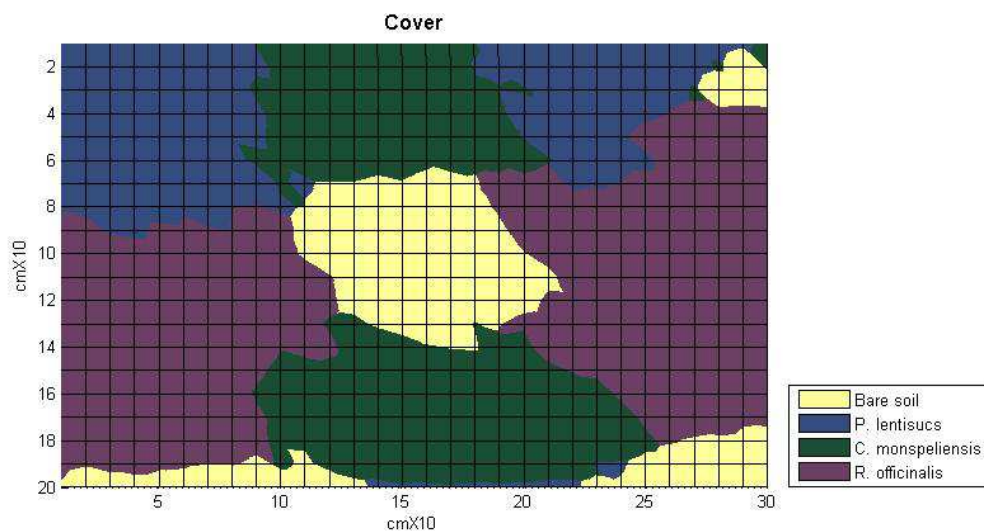 Cover
2
4
6
8
10
12
14
16
18
20
cmX10
5 10 15 20 25 30
cmX10
Bare soil
P. lentisucs
C. monspeliensis
R. officinalis